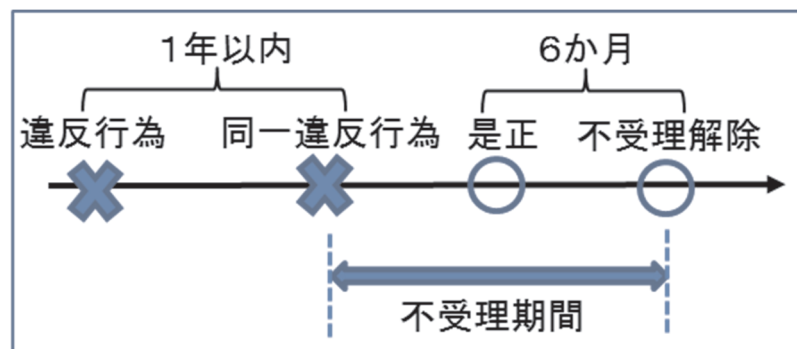 1年以内
6か月
違反行為
同一違反行為
是正
不受理解除
不受理期間